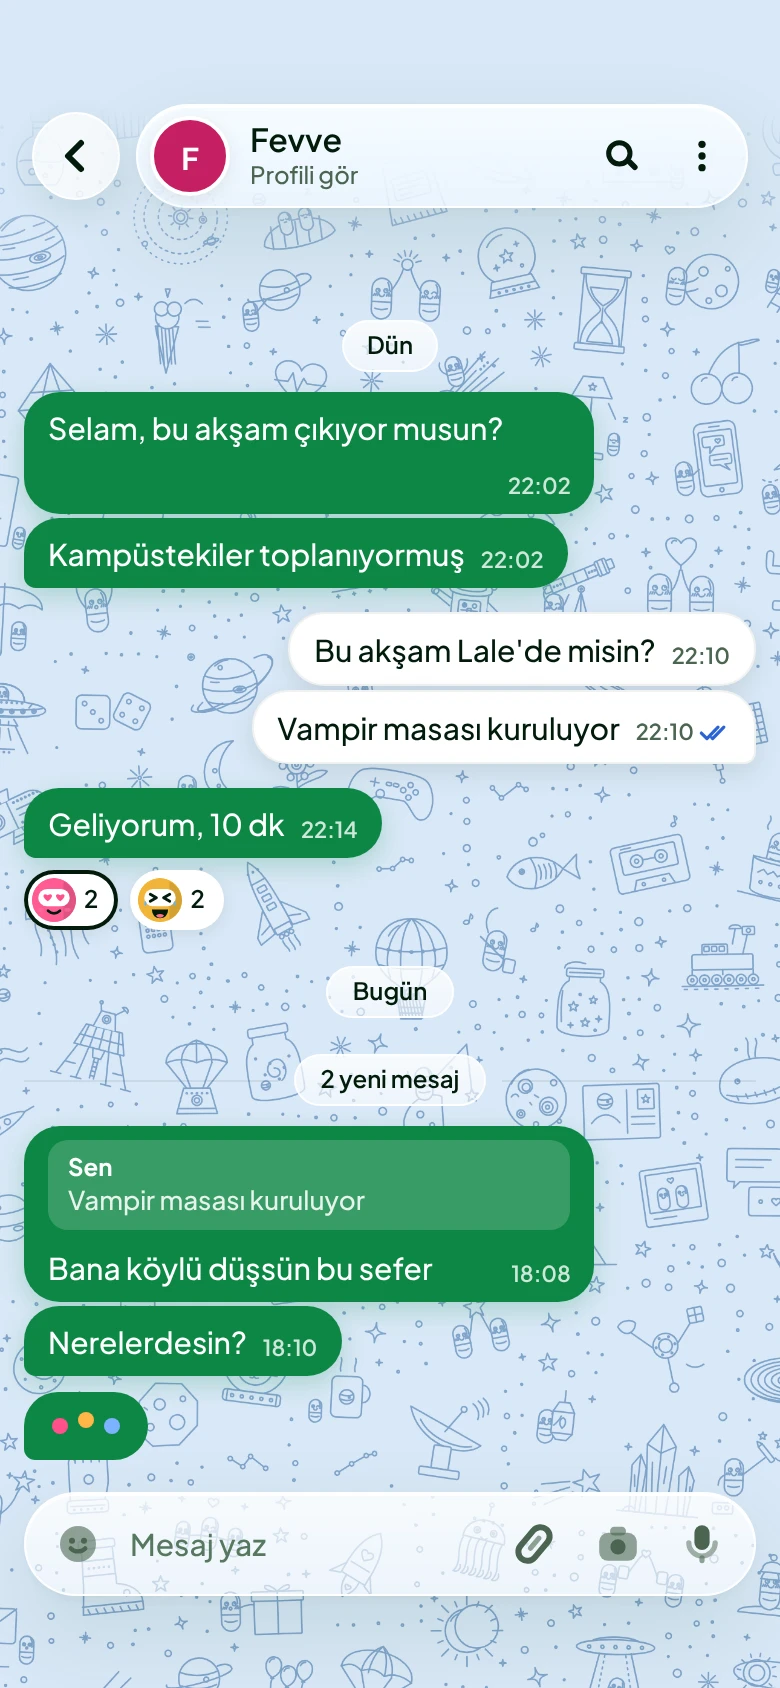 F
Fevve
Profili gör
Dün
Selam, bu akşam çıkıyor musun?
22:02
Kampüstekiler toplanıyormuş 22:02
Bu akşam Lale'de misin? 22:10
Vampir masası kuruluyor 22:10
Geliyorum, 10 dk 22:14
2 2
Bugün
2 yeni mesaj
Sen
Vampir masası kuruluyor
Bana köylü düşsün bu sefer 18:08
Nerelerdesin? 18:10
Mesaj yaz